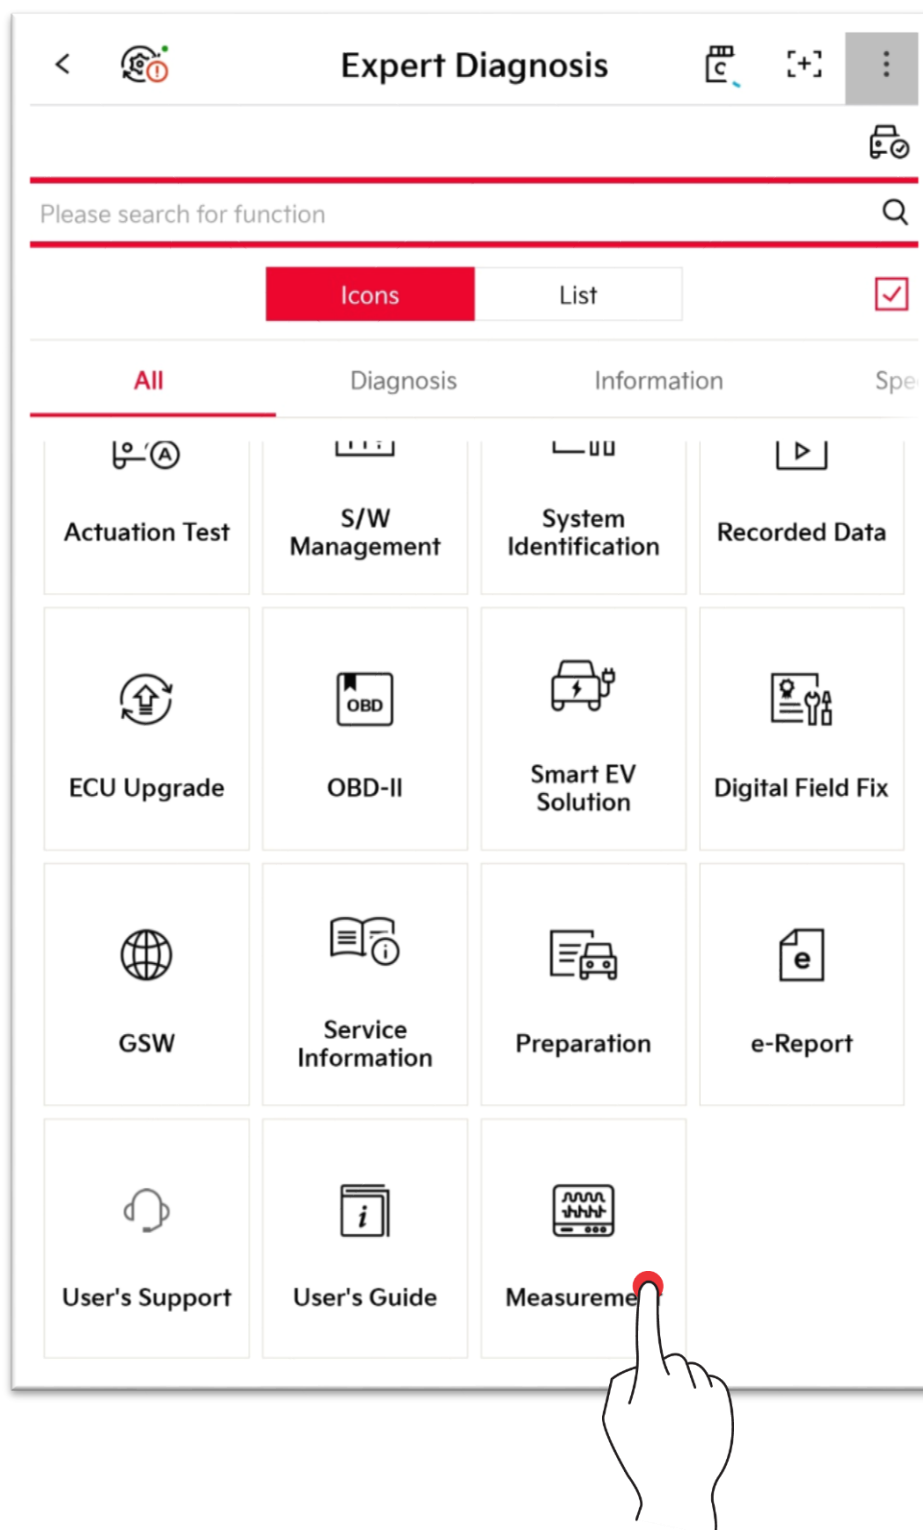 Expert Diagnosis
Please search for function
Icons
List
All
Diagnosis
Information
Actuation Test
S/W
Management
System
Identification
Recorded Data
ECU Upgrade
OBD
OBD-II
Smart EV
Solution
Digital Field Fix
GSW
Service
Information
Preparation
e
e-Report
User's Support
i
User's Guide